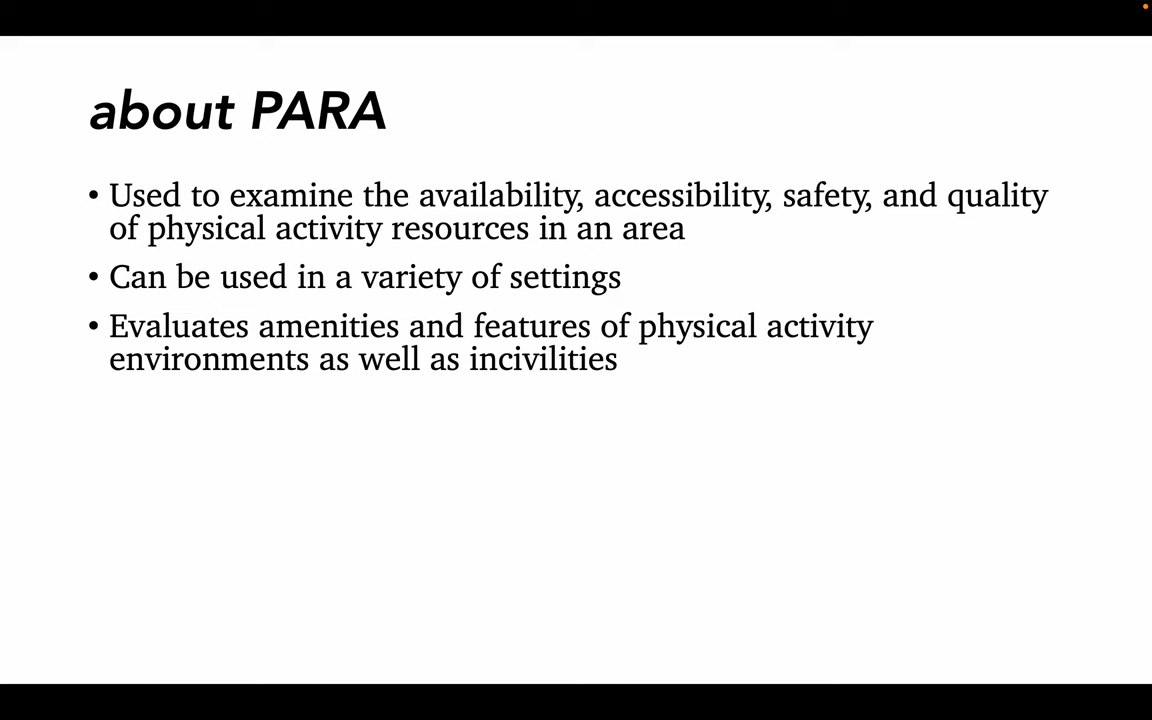 about PARA
• Used to examine the availability, accessibility, safety, and quality
of physical activity resources in an area
• Can be used in a variety of settings
• Evaluates amenities and features of physical activity
environments as well as incivilities